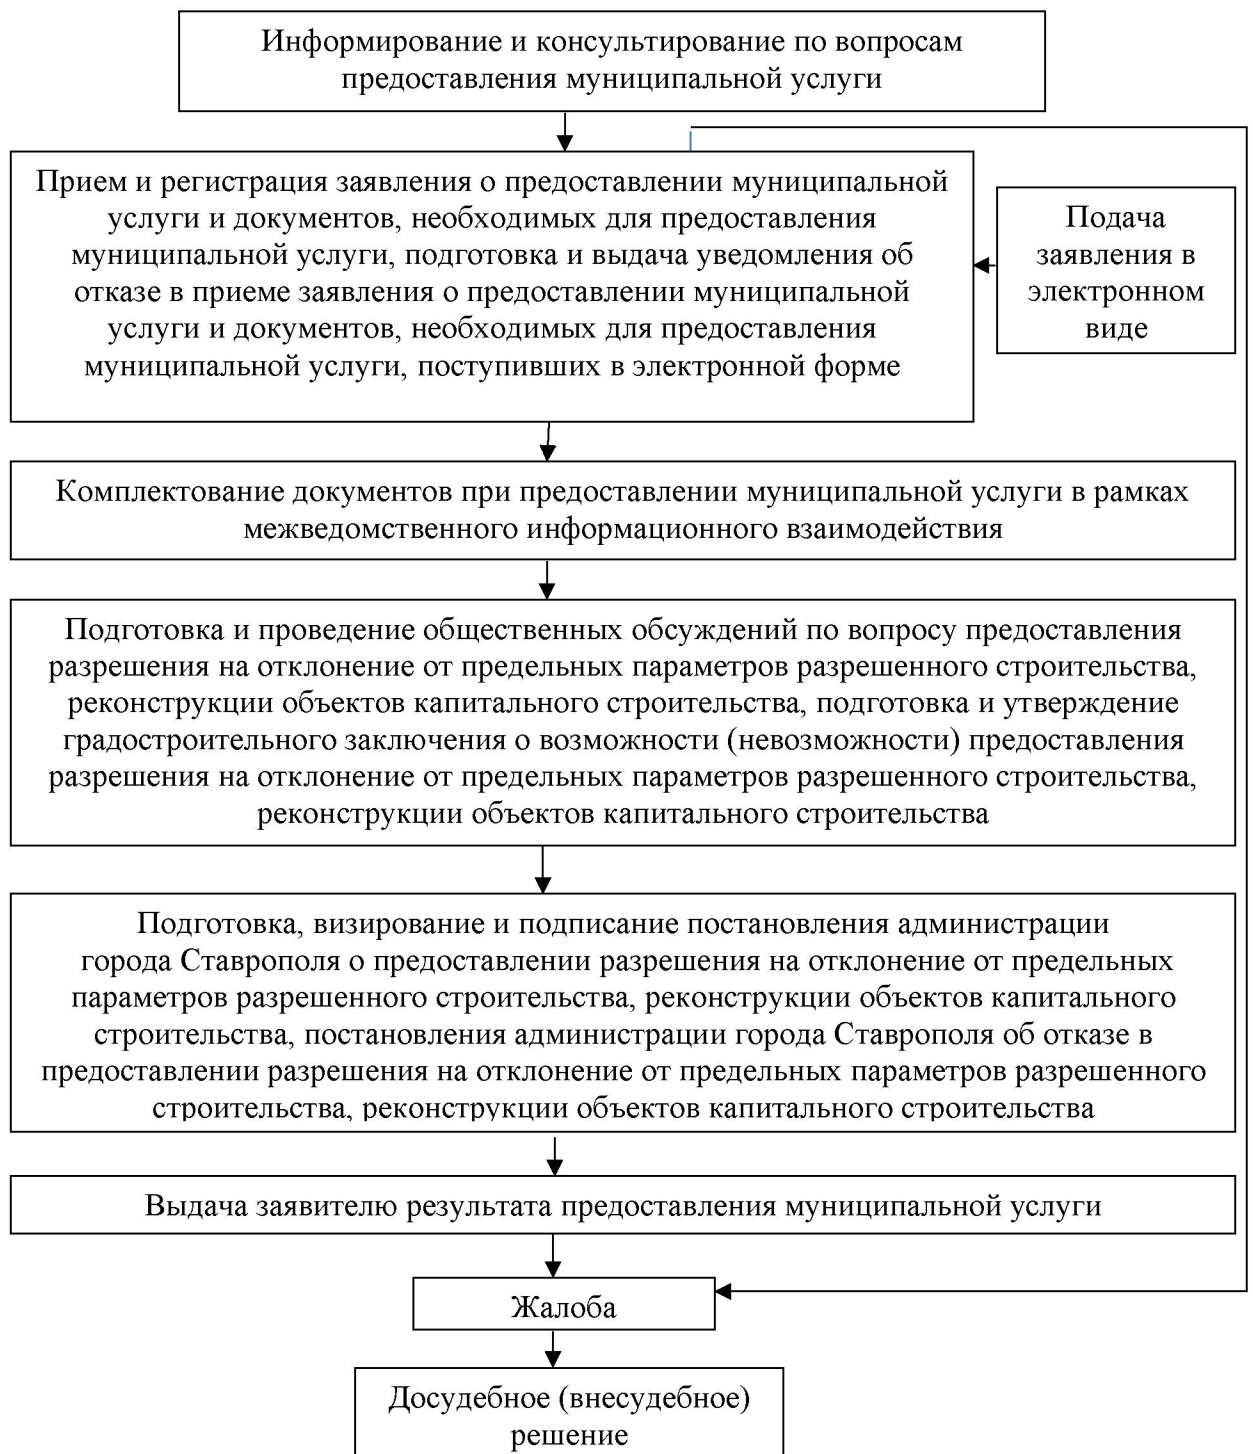 Информирование и консультирование по вопросам
предоставления муниципальной услуги
Прием и регистрация заявления о предоставлении муниципальной
услуги и документов, необходимых для предоставления
муниципальной услуги, подготовка и выдача уведомления об
отказе в приеме заявления о предоставлении муниципальной
услуги и документов, необходимых для предоставления
муниципальной услуги, поступивших в электронной форме
Подача
заявления в
электронном
виде
Комплектование документов при предоставлении муниципальной услуги в рамках
межведомственного информационного взаимодействия
Подготовка и проведение общественных обсуждений по вопросу предоставления
разрешения на отклонение от предельных параметров разрешенного строительства,
реконструкции объектов капитального строительства, подготовка и утверждение
градостроительного заключения о возможности (невозможности) предоставления
разрешения на отклонение от предельных параметров разрешенного строительства,
реконструкции объектов капитального строительства
Подготовка, визирование и подписание постановления администрации
города Ставрополя о предоставлении разрешения на отклонение от предельных
параметров разрешенного строительства, реконструкции объектов капитального
строительства, постановления администрации города Ставрополя об отказе в
предоставлении разрешения на отклонение от предельных параметров разрешенного
строительства, реконструкции объектов капитального строительства
Выдача заявителю результата предоставления муниципальной услуги
Жалоба
Досудебное (внесудебное)
решение